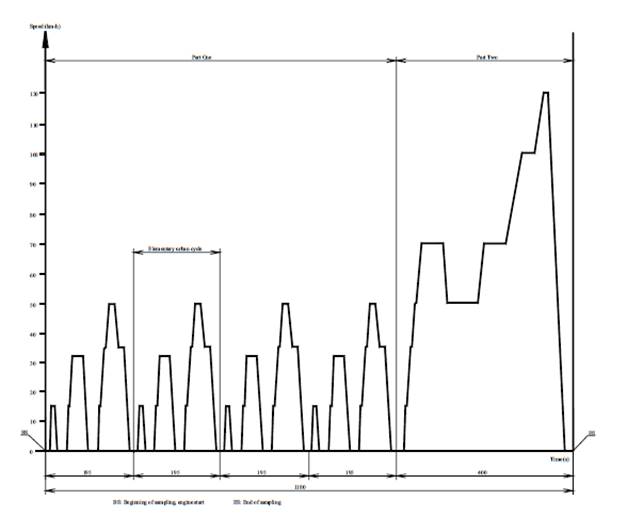 Speed (km/h)
Part One
Part Two
120
110
100
90
80
70
Elementary urban cycle
60
50
40
30
20
10
0
BS
ES
Time (s)
195
195
195
195
400
1180
BS: Beginning of sampling, engine start
ES: End of sampling